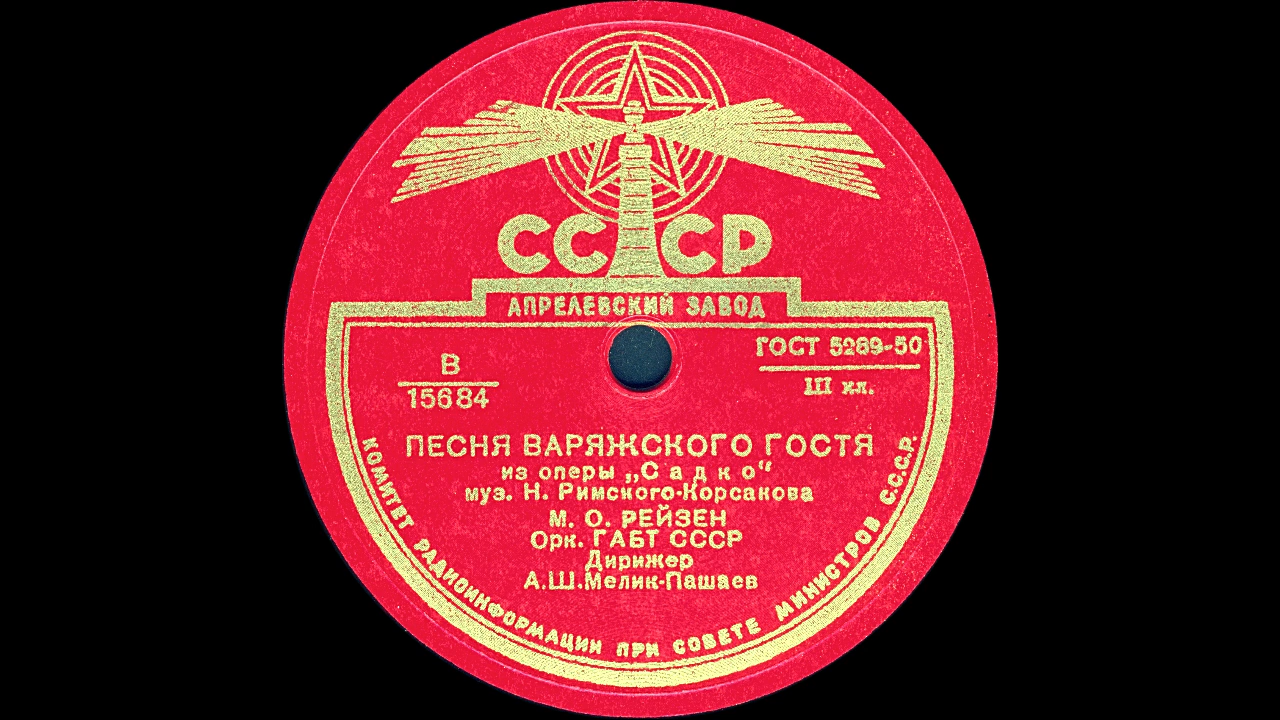 СССР
АПРЕЛЕВСКИЙ ЗАВОД
ГОСТ 5289-50
III кл.
В
15684
ПЕСНЯ ВАРЯЖСКОГО ГОСТЯ
из оперы „Садко“
муз. Н. Римского-Корсакова
М. О. РЕЙЗЕН
Орк. ГАБТ СССР
Дирижер
А.Ш.Мелик-Пашаев
КОМИТЕТ РАДИОИНФОРМАЦИИ ПРИ СОВЕТЕ МИНИСТРОВ С.С.С.Р.